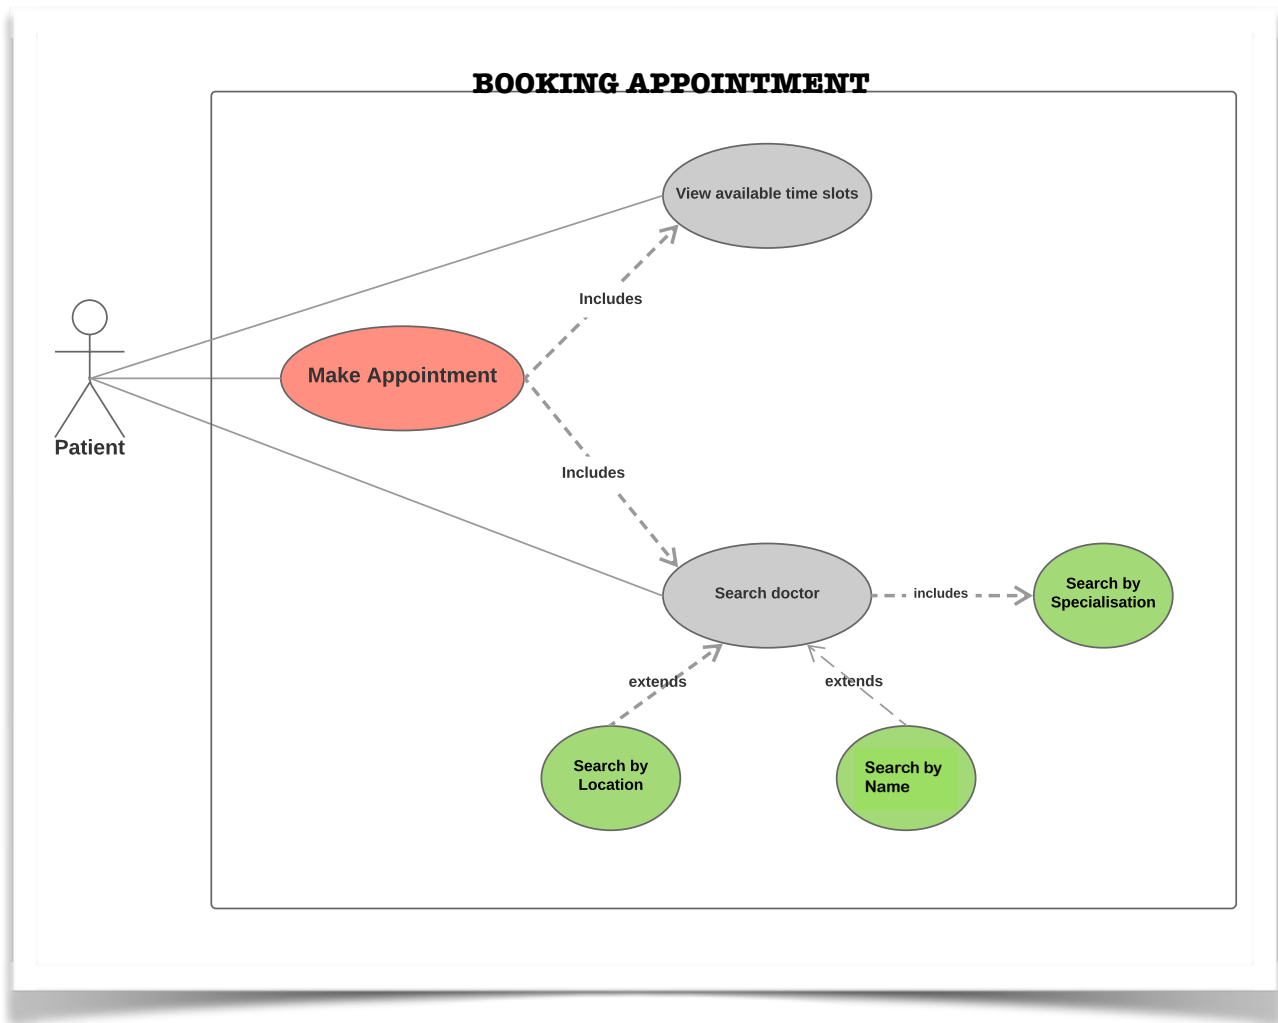 BOOKING APPOINTMENT
View available time slots
Includes
Make Appointment
Patient
Includes
Search doctor
includes
Search by
Specialisation
extends
extends
Search by
Location
Search by
Name